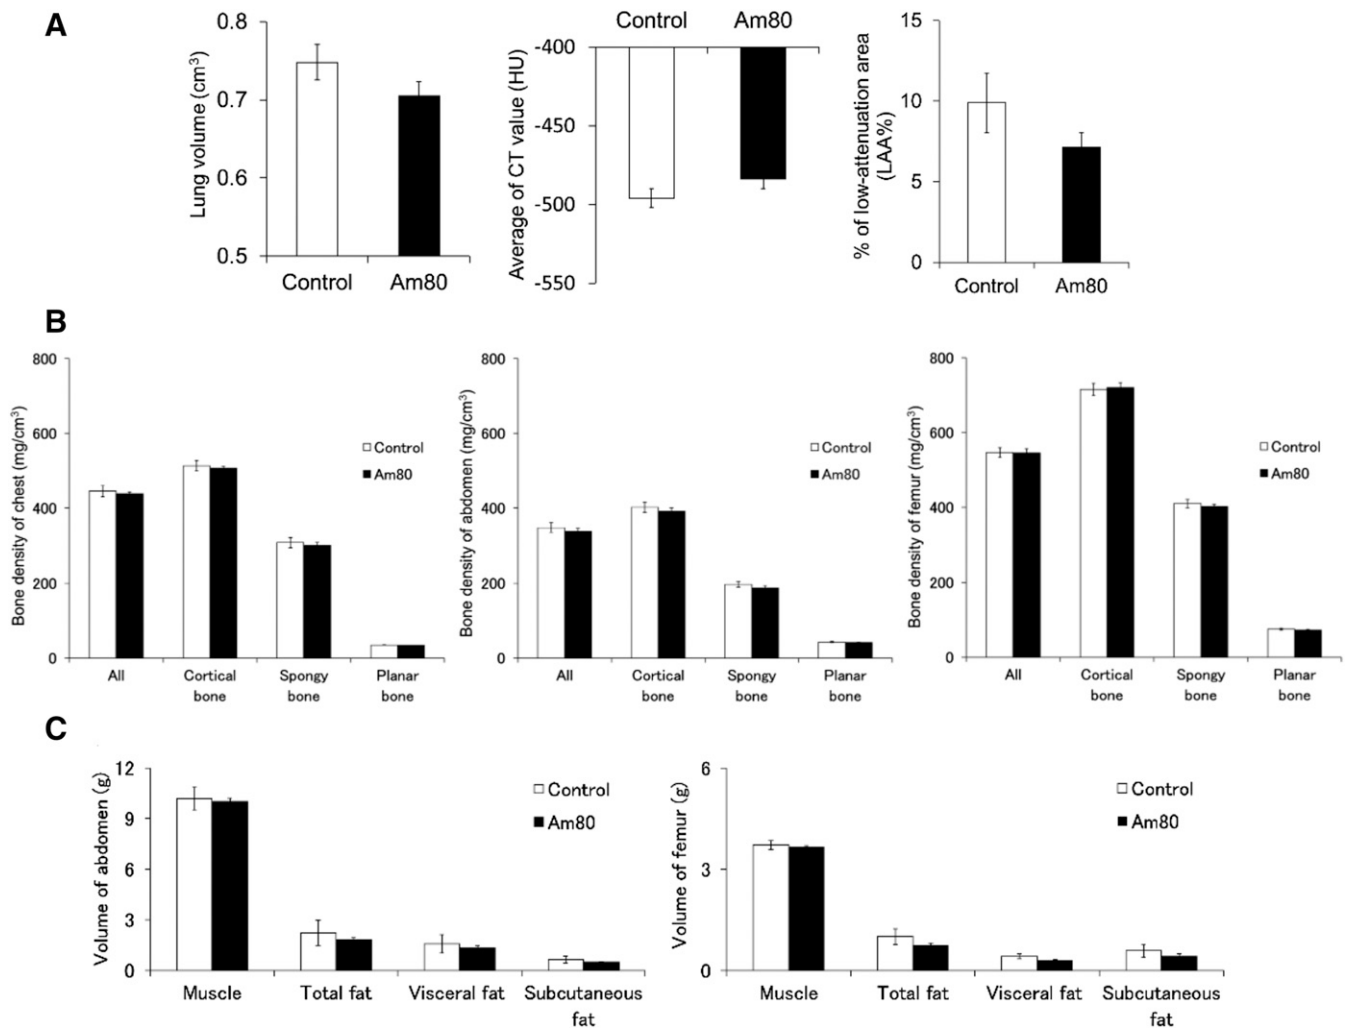 A
Lung volume (cm³)
0.8
0.7
0.6
0.5
Control
Am80
Average of CT value (HU)
Control
Am80
-400
-450
-500
-550
% of low-attenuation area
(LAA%)
15
10
5
0
Control
Am80
B
Bone density of chest (mg/cm³)
800
600
400
200
0
Control
Am80
All
Cortical
bone
Spongy
bone
Planar
bone
Bone density of abdomen (mg/cm³)
800
600
400
200
0
Control
Am80
All
Cortical
bone
Spongy
bone
Planar
bone
Bone density of femur (mg/cm³)
800
600
400
200
0
Control
Am80
All
Cortical
bone
Spongy
bone
Planar
bone
C
Volume of abdomen (g)
12
9
6
3
0
Control
Am80
Muscle
Total fat
Visceral fat
Subcutaneous
fat
Volume of femur (g)
6
3
0
Control
Am80
Muscle
Total fat
Visceral fat
Subcutaneous
fat